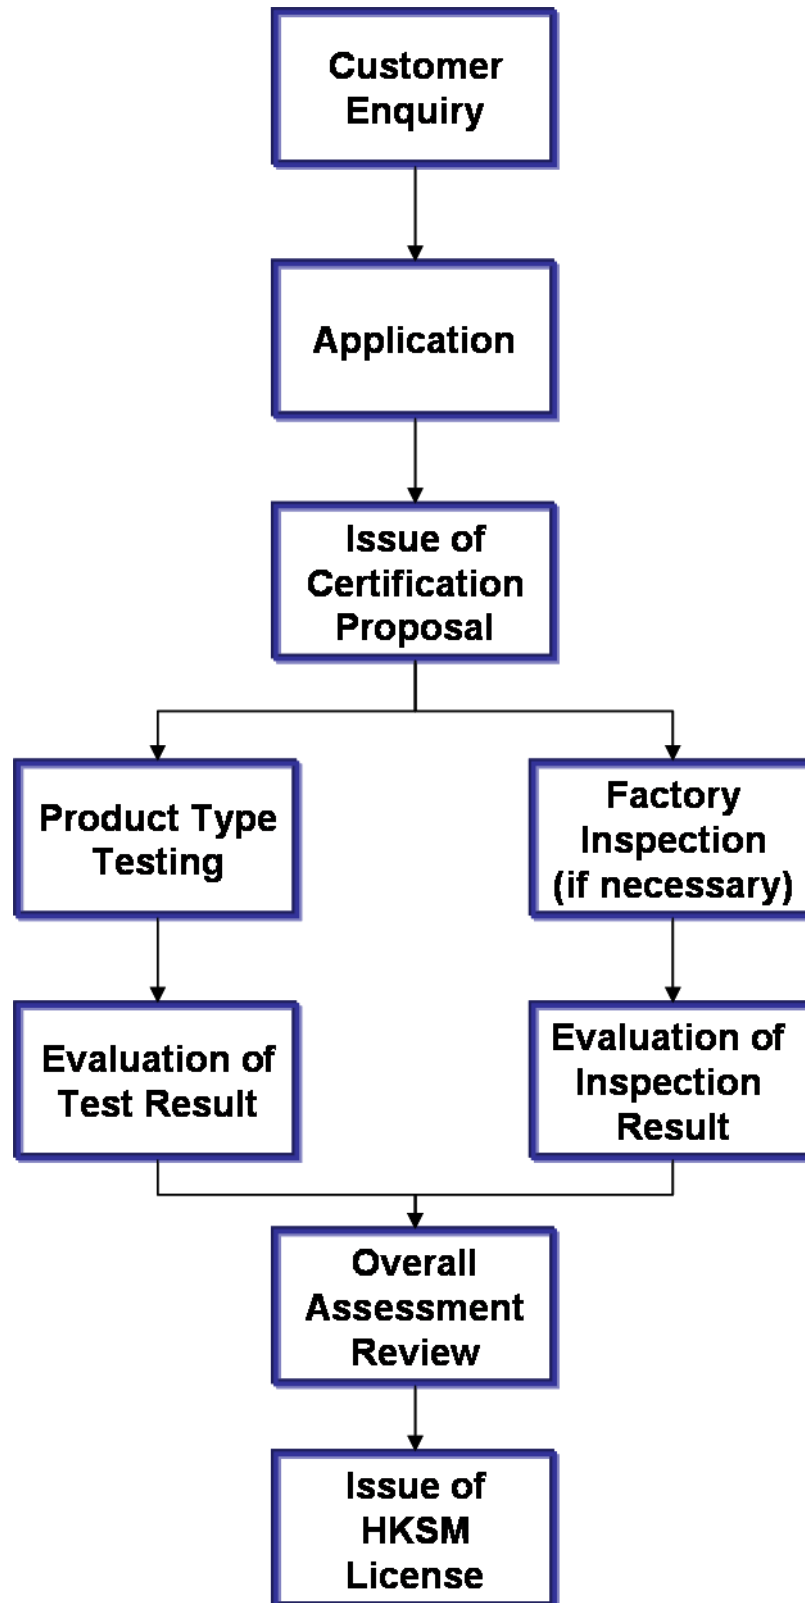 Customer
Enquiry
Application
Issue of
Certification
Proposal
Product Type
Testing
Factory
Inspection
(if necessary)
Evaluation of
Test Result
Evaluation of
Inspection
Result
Overall
Assessment
Review
Issue of
HKSM
License